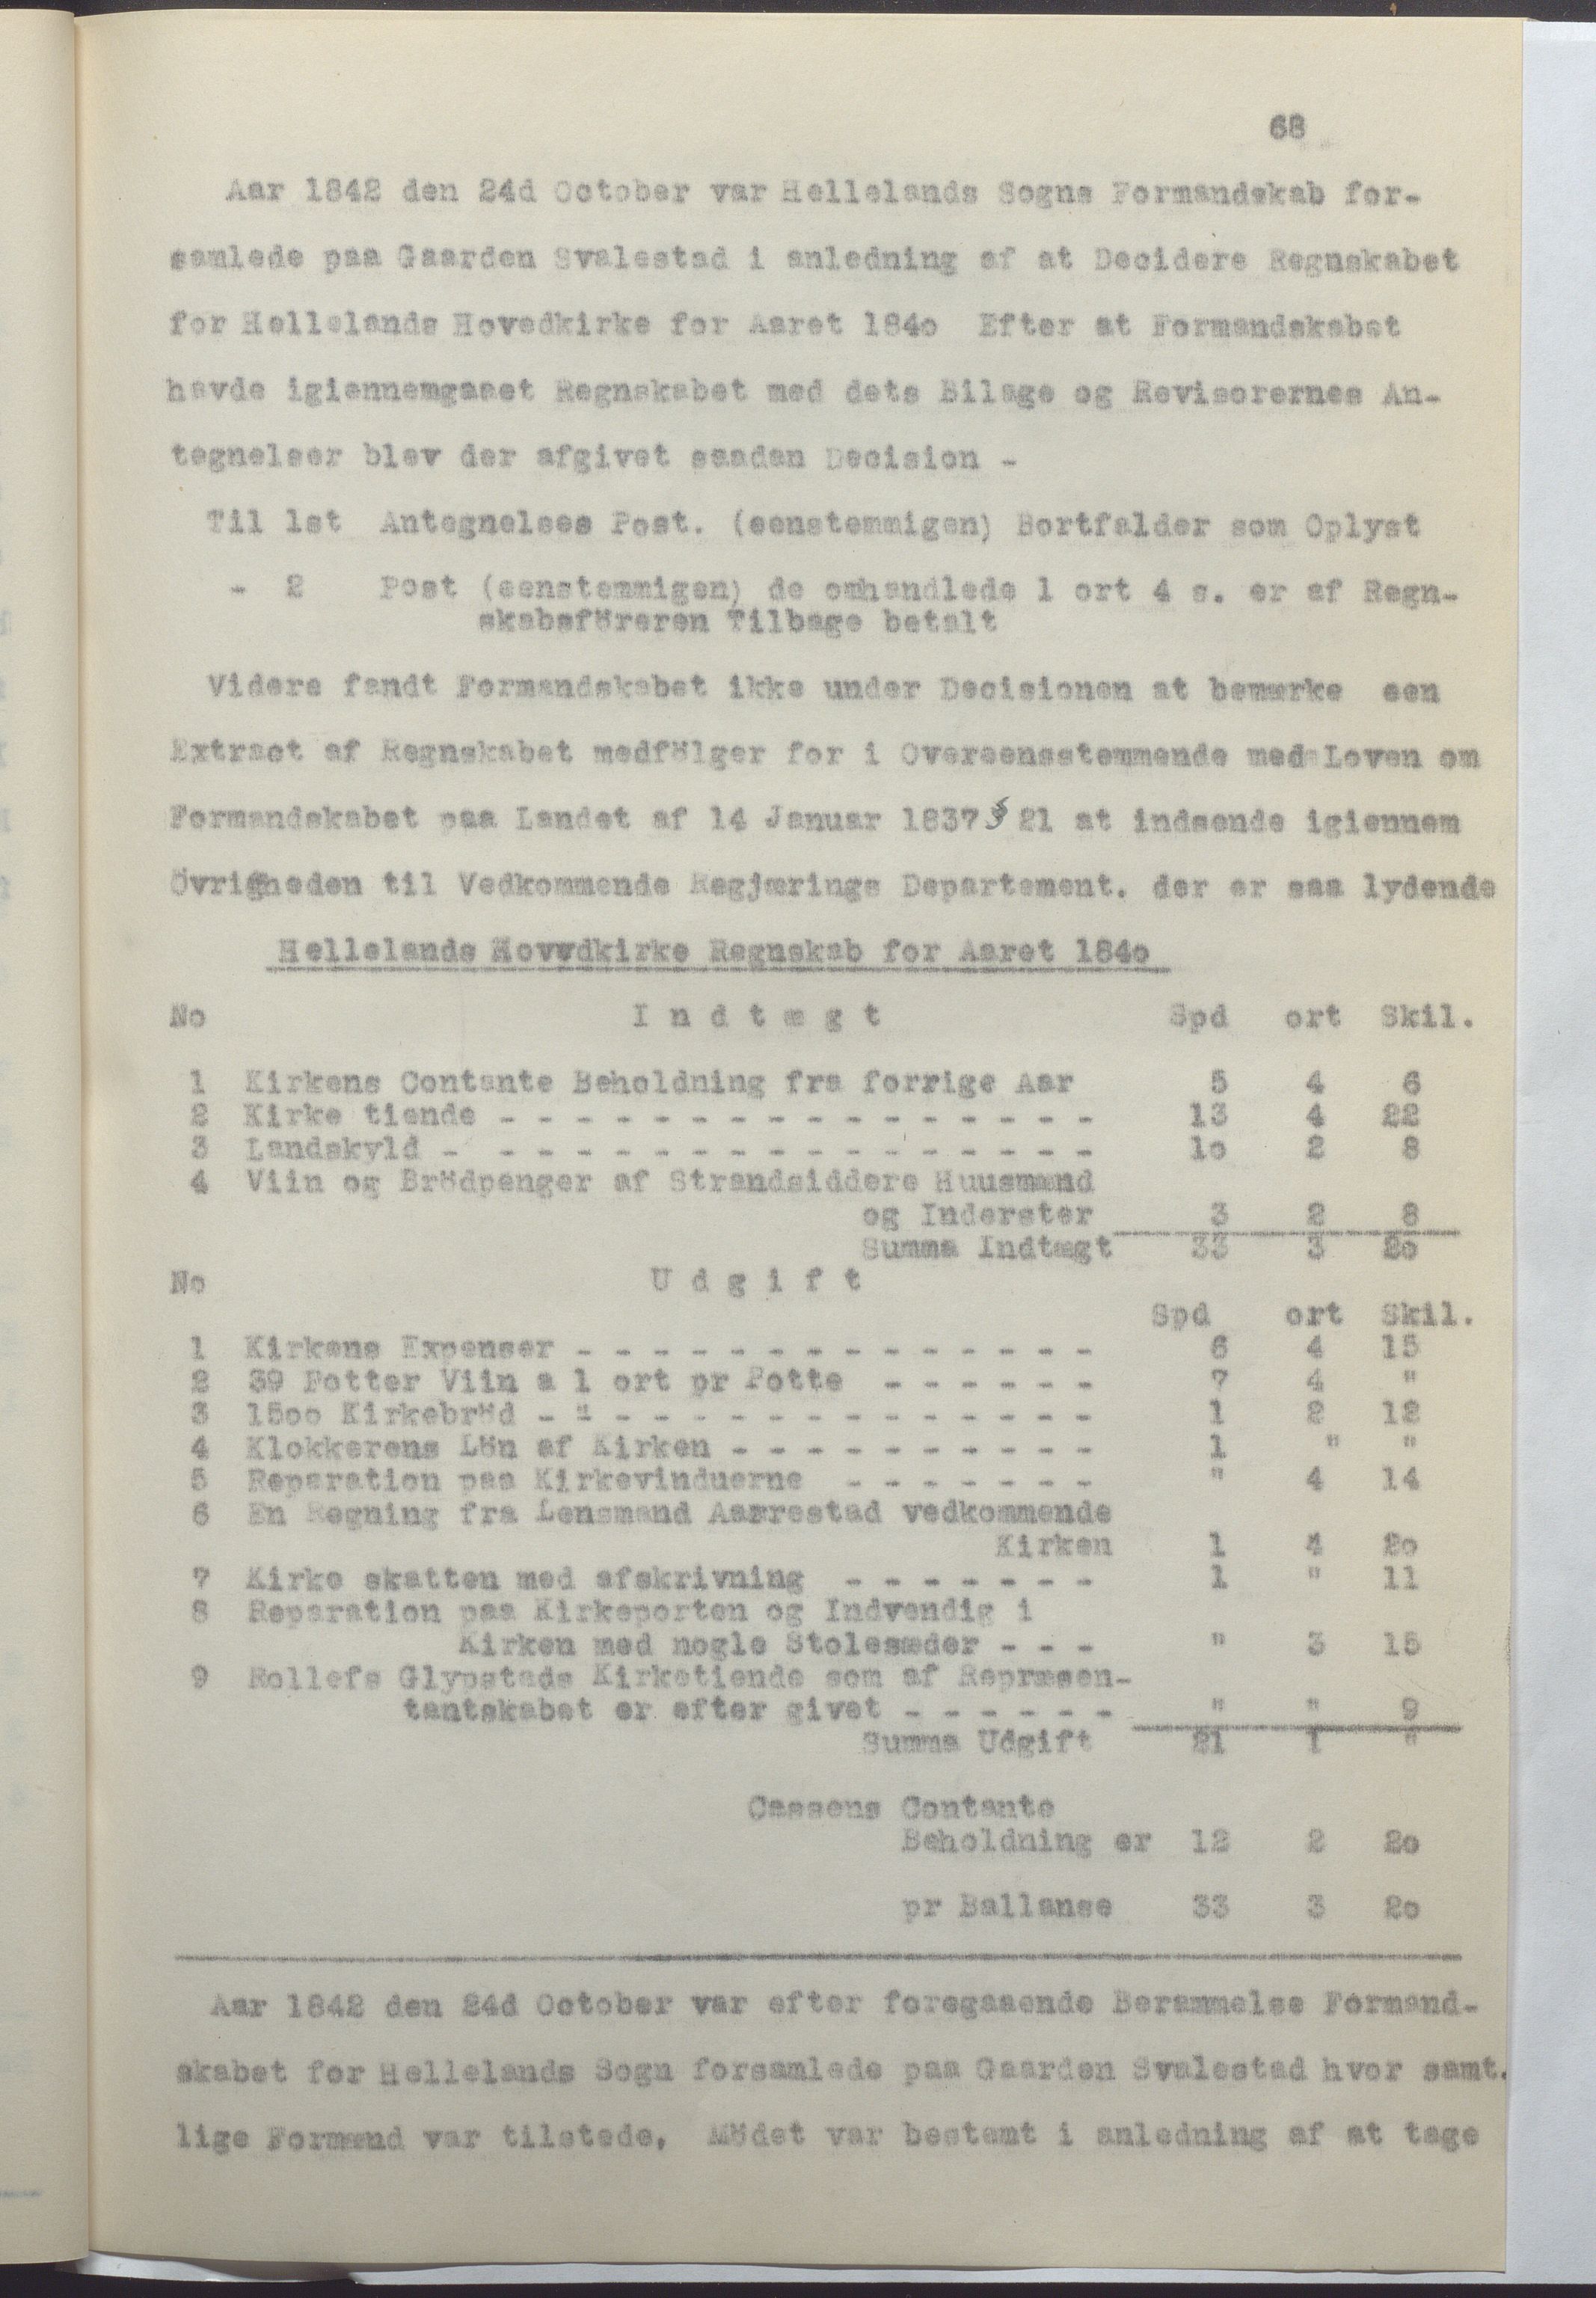 68
Aar 1842 den 24d October var Hellelands Sogns Formandskab for-
samlede paa Gaarden Svalestad i anledning af at Decidere Regnskabet
for Hellelands Hovedkirke for Aaret 184o Efter at Formandskabet
havde igiennemgaaet Regnskabet med dets Bilage og Revisorernes An-
tegnelser blev der afgivet saadan Decision -
Til 1st Antegnelses Post. (eenstemmigen) Bortfalder som Oplyst
- 2 Post (eenstemmigen) de omhandlede 1 ort 4 s. er af Regn-
skabsföreren Tilbage betalt
Videre fandt Formandskabet ikke under Decisionen at bemærke een
Extract af Regnskabet medfölger for i Overeensstemmende med Loven om
Formandskabet paa Landet af 14 Januar 1837 § 21 at indsende igiennem
Övrigheden til Vedkommende Regjærings Departement. der er saa lydende
Hellelands Hovedkirke Regnskab for Aaret 184o
No Indtægt Spd ort Skil.
1 Kirkens Contante Beholdning fra forrige Aar 5 4 6
2 Kirke tiende - - - - - - - - - - - - - - - - 13 4 22
3 Landskyld - - - - - - - - - - - - - - - - - 1o 2 8
4 Viin og Brödpenger af Strandsiddere Huusmænd
og Inderster 3 2 8
Summa Indtægt 33 3 2o
No Udgift
Spd ort Skil.
1 Kirkens Expenser - - - - - - - - - - - - - - 6 4 15
2 39 Potter Viin a 1 ort pr Potte - - - - - - 7 4 "
3 15oo Kirkebröd - " - - - - - - - - - - - - - 1 2 12
4 Klokkerens Lön af Kirken - - - - - - - - - - 1 " "
5 Reparation paa Kirkevinduerne - - - - - - - " 4 14
6 En Regning fra Lensmand Aarrestad vedkommende
Kirken 1 4 2o
7 Kirke skatten med afskrivning - - - - - - - 1 " 11
8 Reparation paa Kirkeporten og Indvendig i
Kirken med nogle Stolesæder - - - " 3 15
9 Rollefs Glypstads Kirketiende som af Repræsen-
tantskabet er efter givet - - - - - - " " 9
Summa Udgift 21 1 "
Cassens Contante
Beholdning er 12 2 2o
pr Ballanse 33 3 2o
Aar 1842 den 24d October var efter foregaaende Berammelse Formand-
skabet for Hellelands Sogn forsamlede paa Gaarden Svalestad hvor samt.
lige Formænd var tilstede, Mödet var bestemt i anledning af at tage